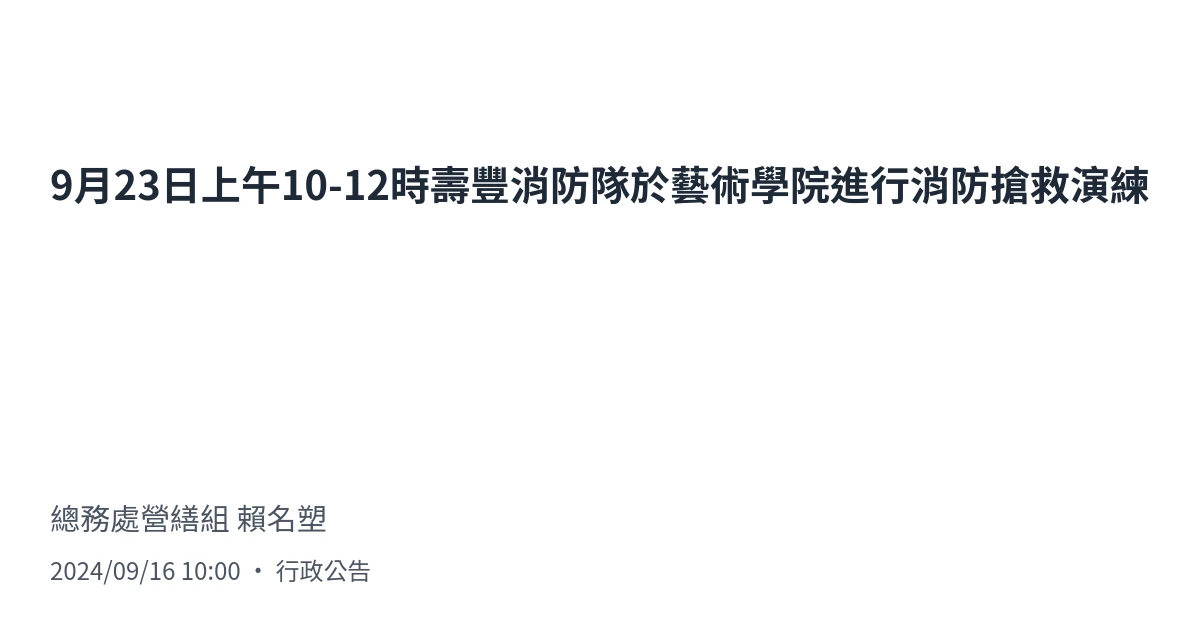 9月23日上午10-12時壽豐消防隊於藝術學院進行消防搶救演練
總務處營繕組 賴名塑
2024/09/16 10:00 • 行政公告